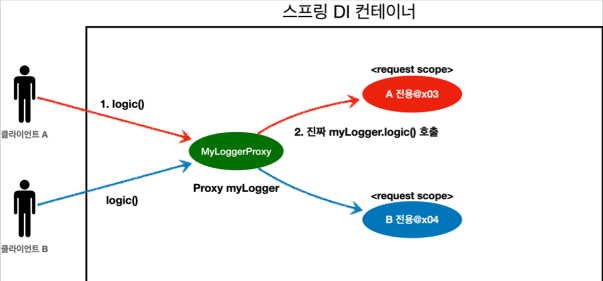 스프링 DI 컨테이너
<request scope>
A 전용@x03
1. logic()
클라이언트 A
2. 진짜 myLogger.logic() 호출
MyLoggerProxy
Proxy myLogger
<request scope>
logic()
B 전용@x04
클라이언트 B